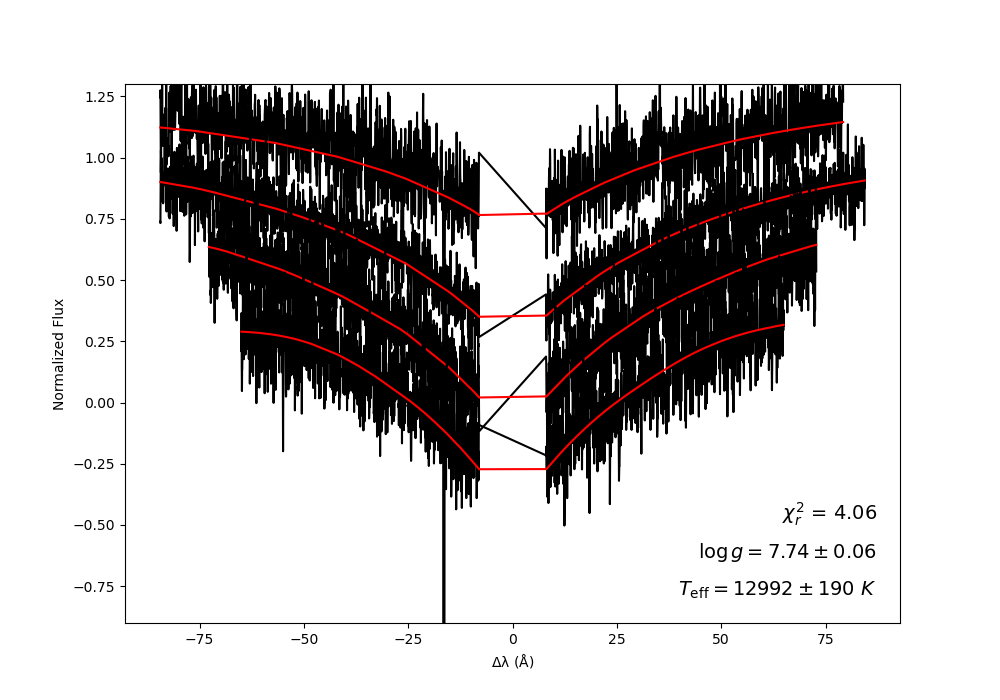 1.25
1.00
0.75
0.50
0.25
0.00
−0.25
−0.50
−0.75
Normalized Flux
χ²ᵣ = 4.06
log g = 7.74 ± 0.06
T_eff = 12992 ± 190 K
−75 −50 −25 0 25 50 75
Δλ (Å)